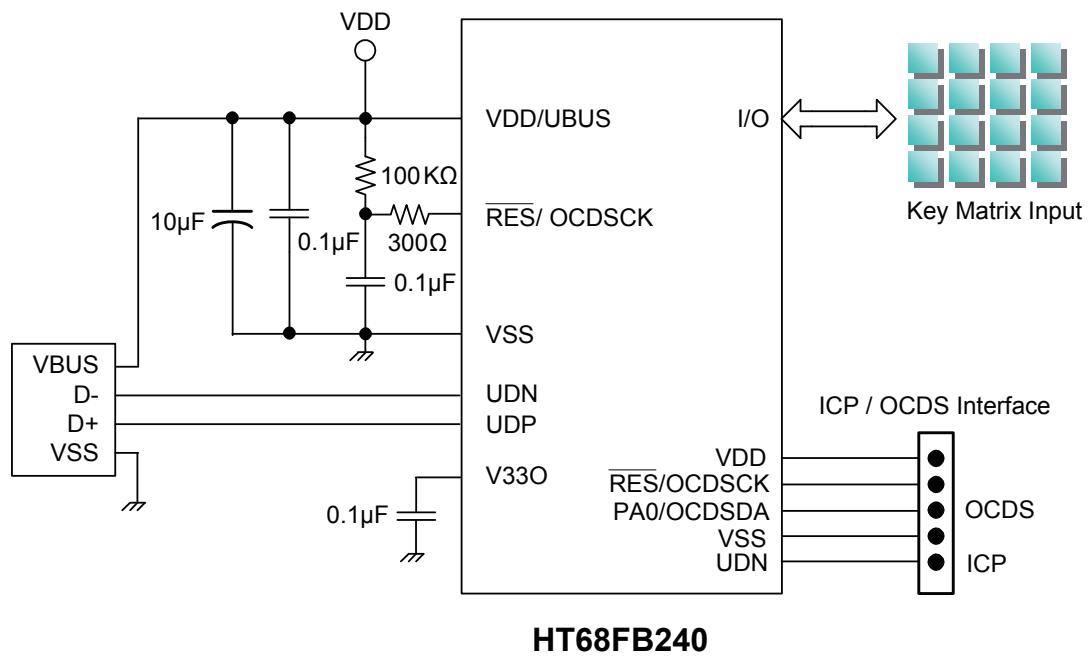 VDD
VDD/UBUS
I/O
100KΩ
10µF
0.1µF
300Ω
RES/ OCDSCK
Key Matrix Input
0.1µF
VSS
VBUS
D-
D+
VSS
UDN
UDP
V33O
0.1µF
ICP / OCDS Interface
VDD
RES/OCDSCK
PA0/OCDSDA
VSS
UDN
OCDS
ICP
HT68FB240